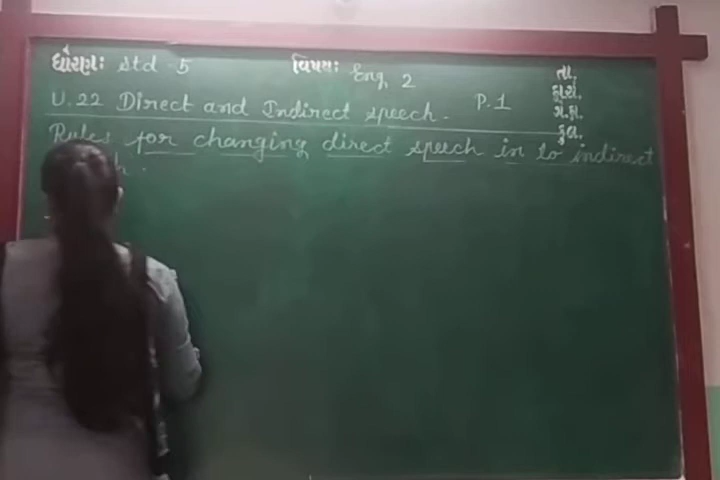 ધોરણ: Std - 5 વિષય: Eng 2 તા.
U.22 Direct and Indirect speech. P.1 હાજરી.
Rules for changing direct speech in to indirect કુલ.